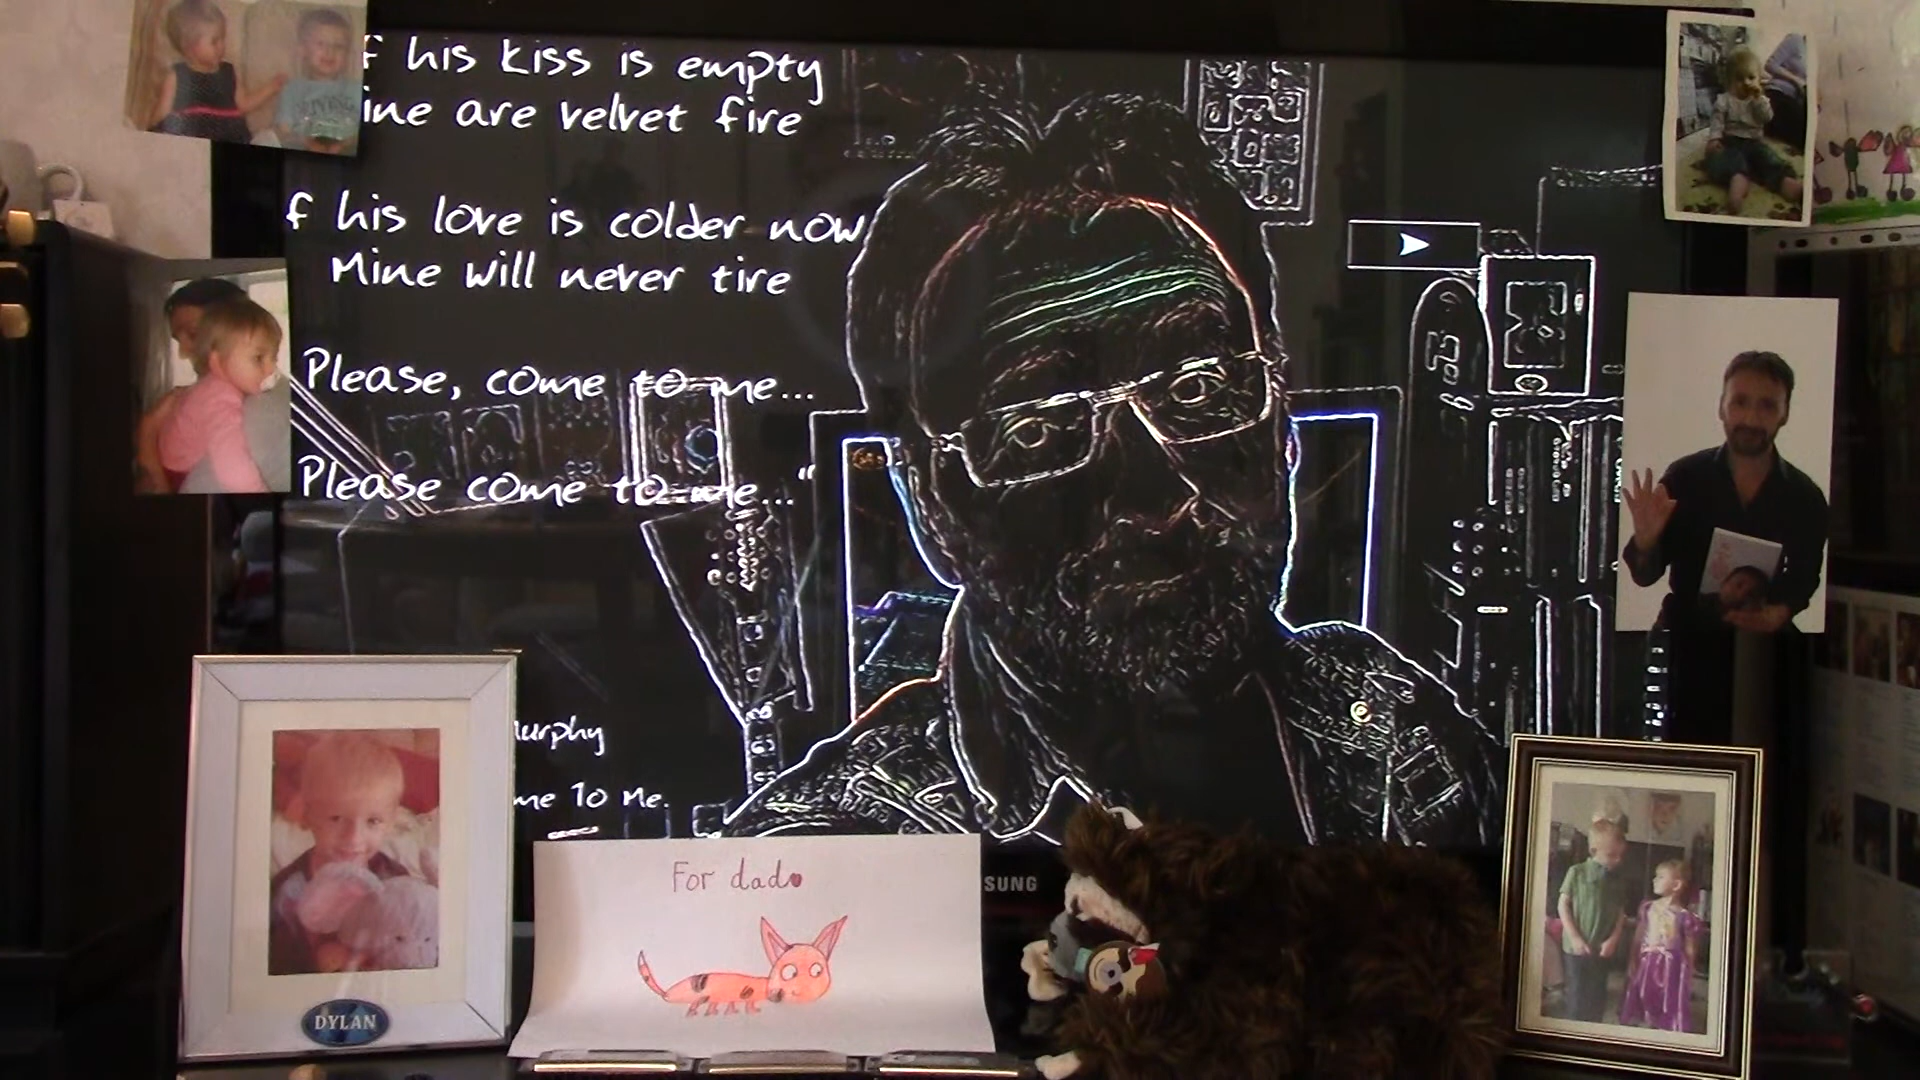 f his kiss is empty
ine are velvet fire
f his love is colder now
Mine will never tire
Please, come to me...
Please come to me..."
urphy
me To Me.
For dad
SUNG
DYLAN